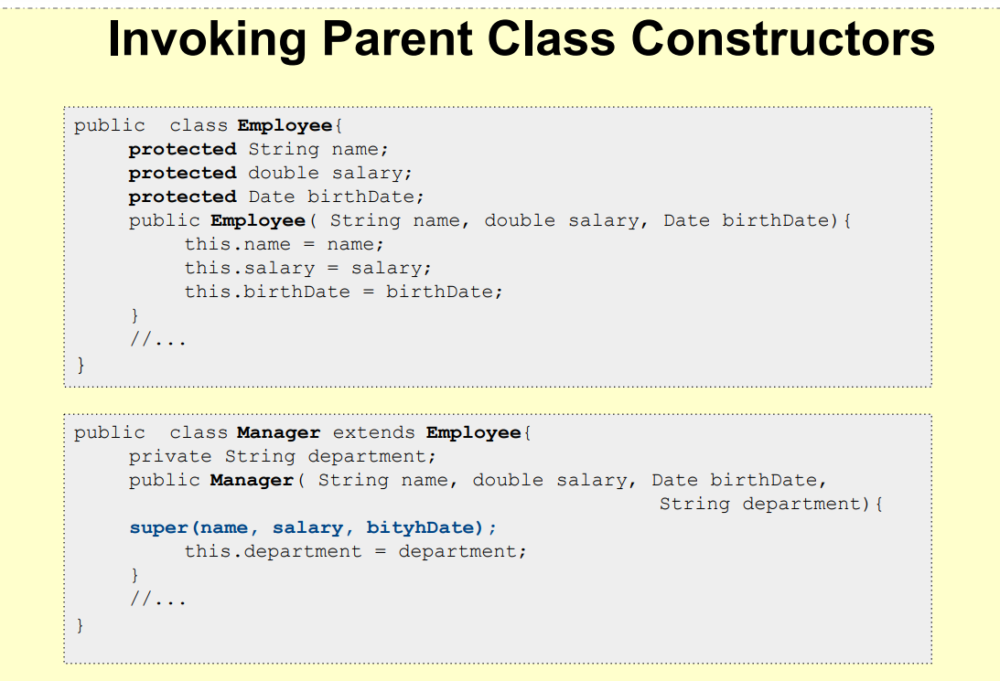 Invoking Parent Class Constructors
public  class Employee{
protected String name;
protected double salary;
protected Date birthDate;
public Employee( String name, double salary, Date birthDate){
this.name = name;
this.salary = salary;
this.birthDate = birthDate;
}
//...
}
public  class Manager extends Employee{
private String department;
public Manager( String name, double salary, Date birthDate,
String department){
super(name, salary, bityhDate);
this.department = department;
}
//...
}